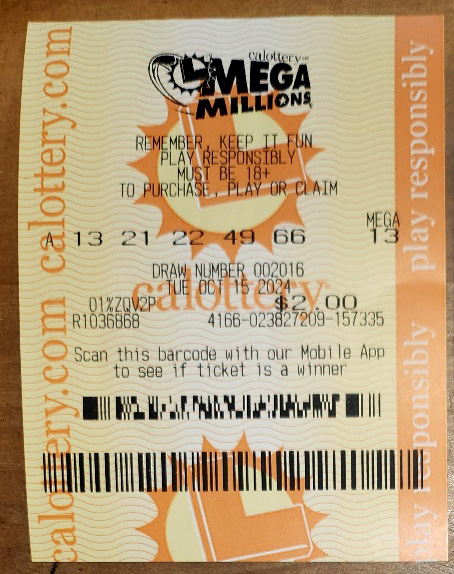 calottery
MEGA
MILLIONS
REMEMBER, KEEP IT FUN
PLAY RESPONSIBLY
MUST BE 18+
TO PURCHASE, PLAY OR CLAIM
MEGA
A 13 21 22 49 66 13
DRAW NUMBER 002016
TUE OCT 15 2024
calottery
01%ZQV2P $2.00
R1036868 4166-023827209-157335
Scan this barcode with our Mobile App
to see if ticket is a winner
calottery.com calottery.com
play responsibly play responsibly